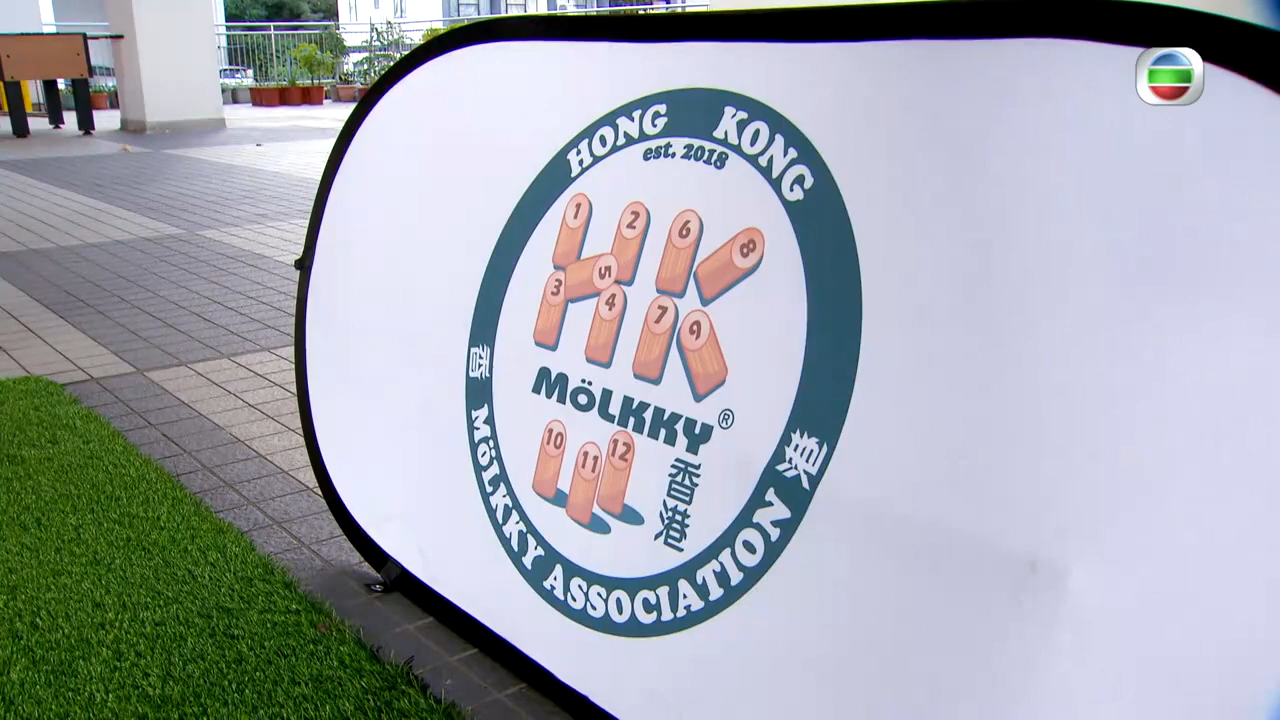 HONG KONG
est. 2018
1 2 6 8
3 5 4 7 9
MöLKKY®
10 11 12
香港
香 MöLKKY ASSOCIATION 港